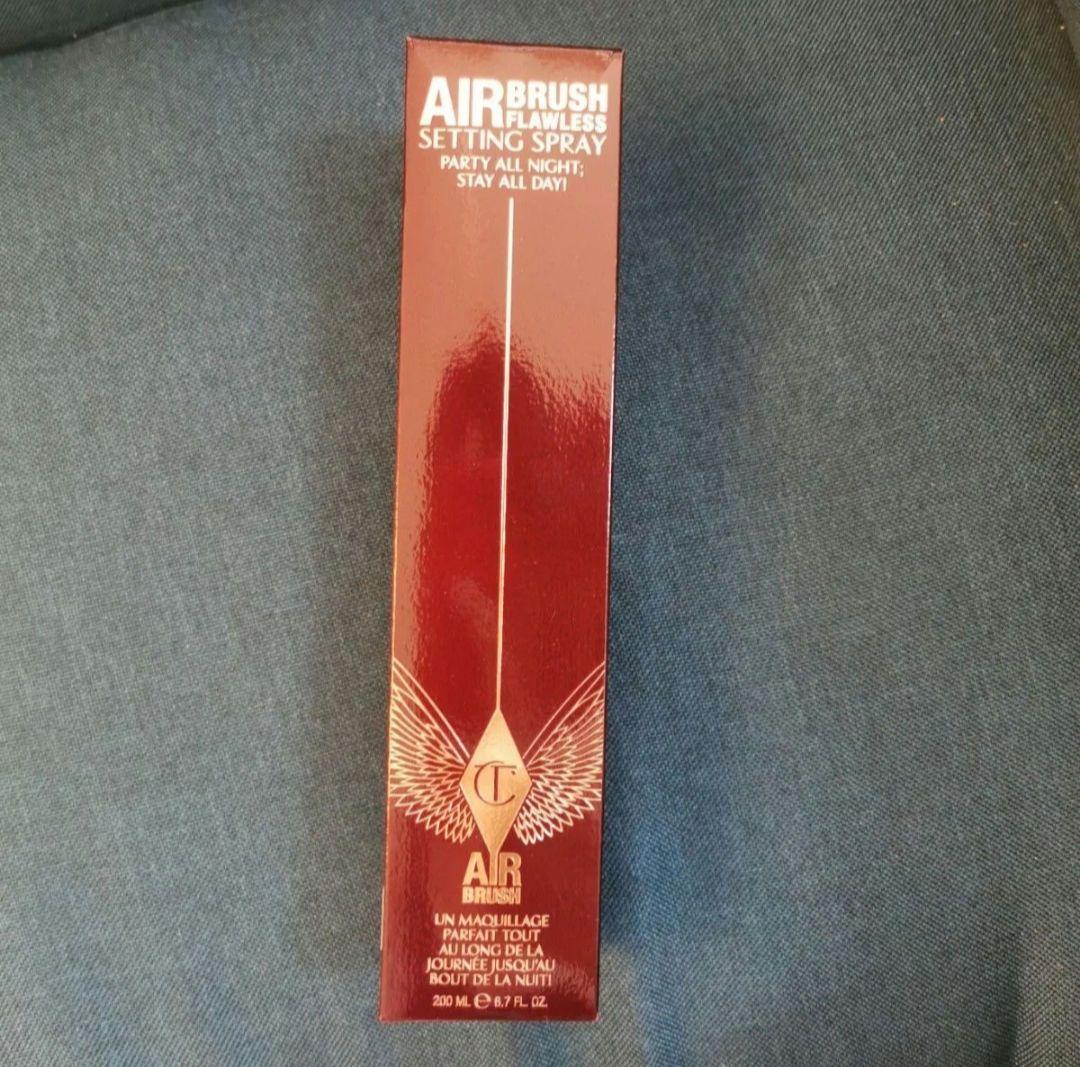 AIRBRUSH
FLAWLESS
SETTING SPRAY
PARTY ALL NIGHT;
STAY ALL DAY!
CT
AIR
BRUSH
UN MAQUILLAGE
PARFAIT TOUT
AU LONG DE LA
JOURNÉE JUSQU'AU
BOUT DE LA NUIT!
200 ML e 6.7 FL. OZ.